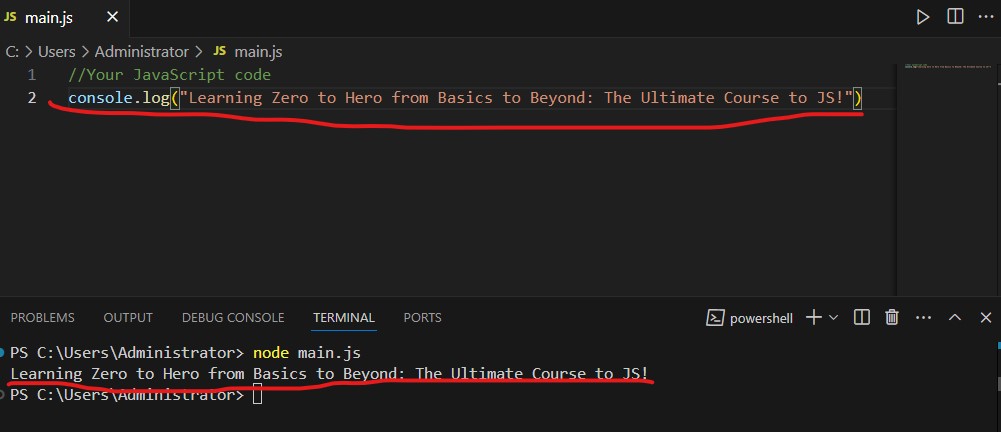 JS main.js ×
C: > Users > Administrator > JS main.js
1 //Your JavaScript code
2 console.log("Learning Zero to Hero from Basics to Beyond: The Ultimate Course to JS!")
PROBLEMS OUTPUT DEBUG CONSOLE TERMINAL PORTS powershell
PS C:\Users\Administrator> node main.js
Learning Zero to Hero from Basics to Beyond: The Ultimate Course to JS!
PS C:\Users\Administrator>